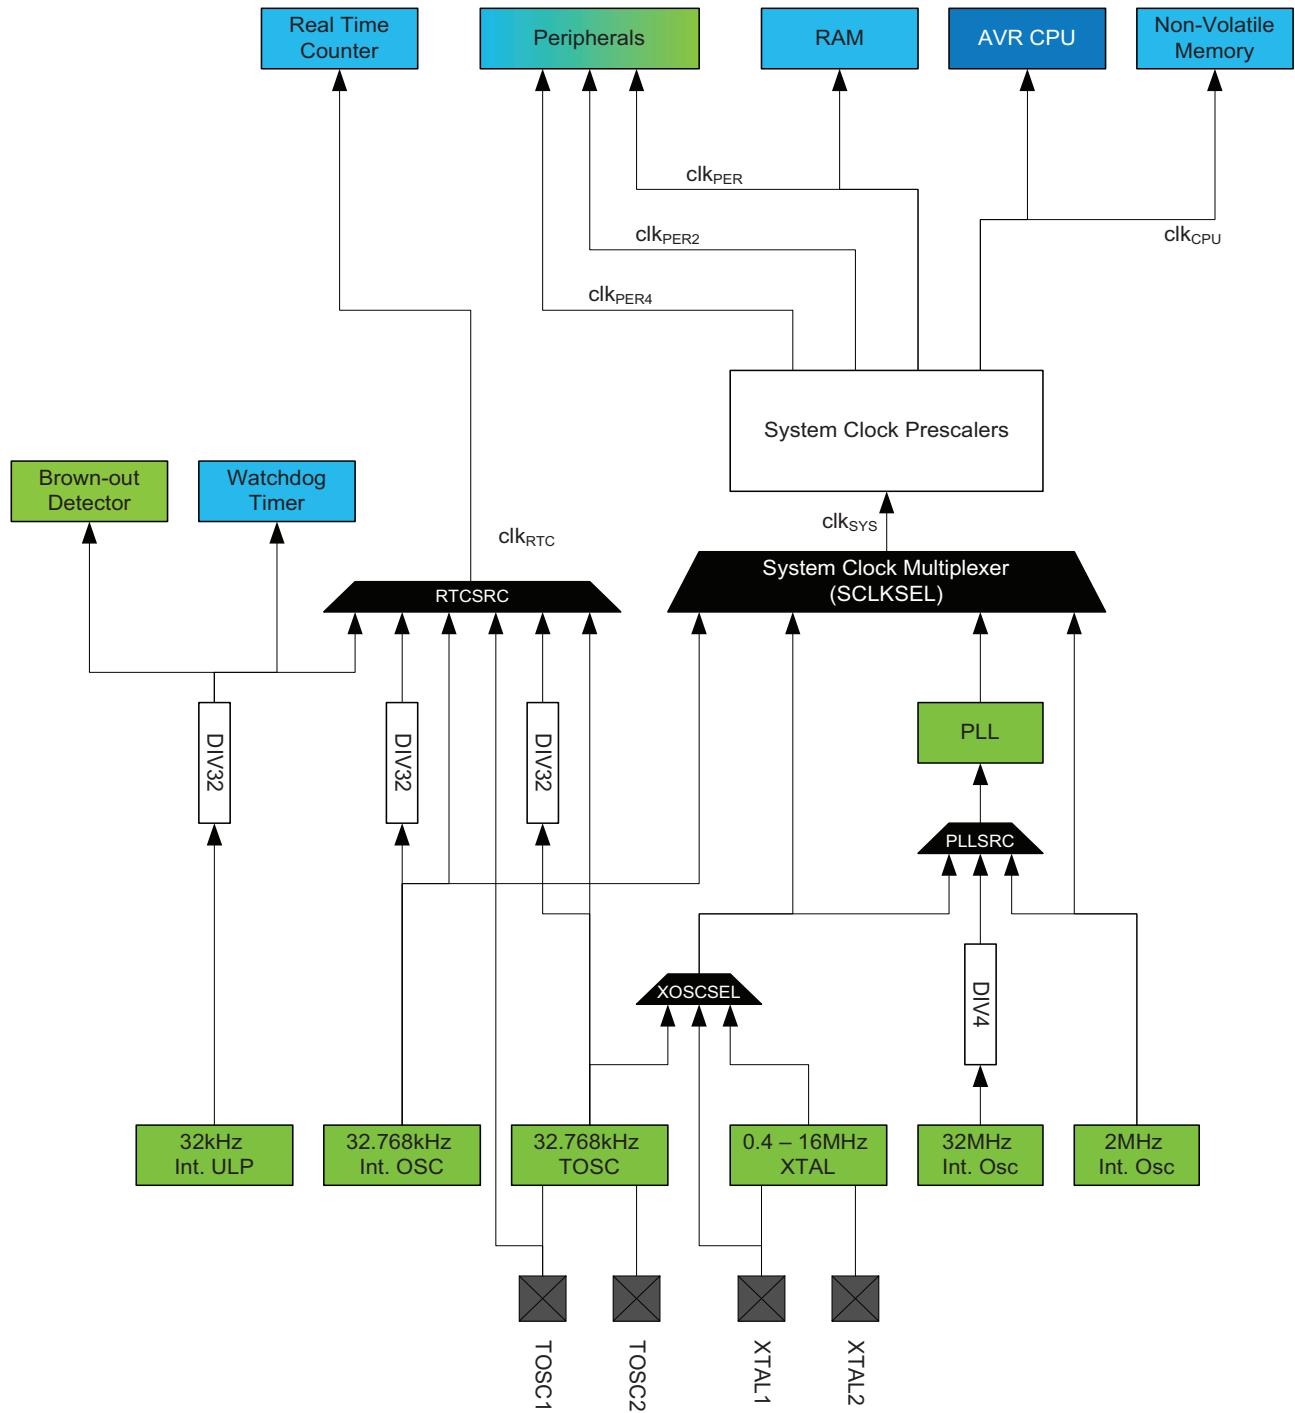 Real Time
Counter
Peripherals
RAM
AVR CPU
Non-Volatile
Memory
clkPER
clkPER2
clkCPU
clkPER4
System Clock Prescalers
Brown-out
Detector
Watchdog
Timer
clkSYS
clkRTC
System Clock Multiplexer
(SCLKSEL)
RTCSRC
DIV32
DIV32
DIV32
PLL
PLLSRC
XOSCSEL
DIV4
32kHz
Int. ULP
32.768kHz
Int. OSC
32.768kHz
TOSC
0.4 – 16MHz
XTAL
32MHz
Int. Osc
2MHz
Int. Osc
TOSC1
TOSC2
XTAL1
XTAL2